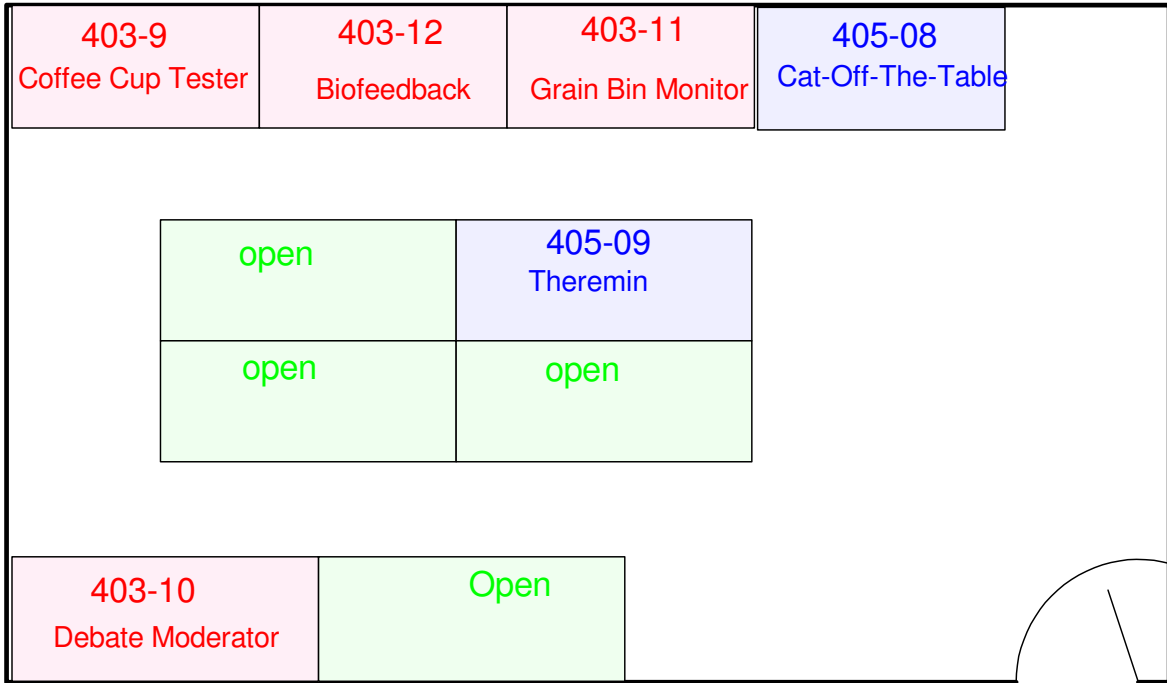 403-9
Coffee Cup Tester
403-12
Biofeedback
403-11
Grain Bin Monitor
405-08
Cat-Off-The-Table
open
405-09
Theremin
open
open
403-10
Debate Moderator
Open